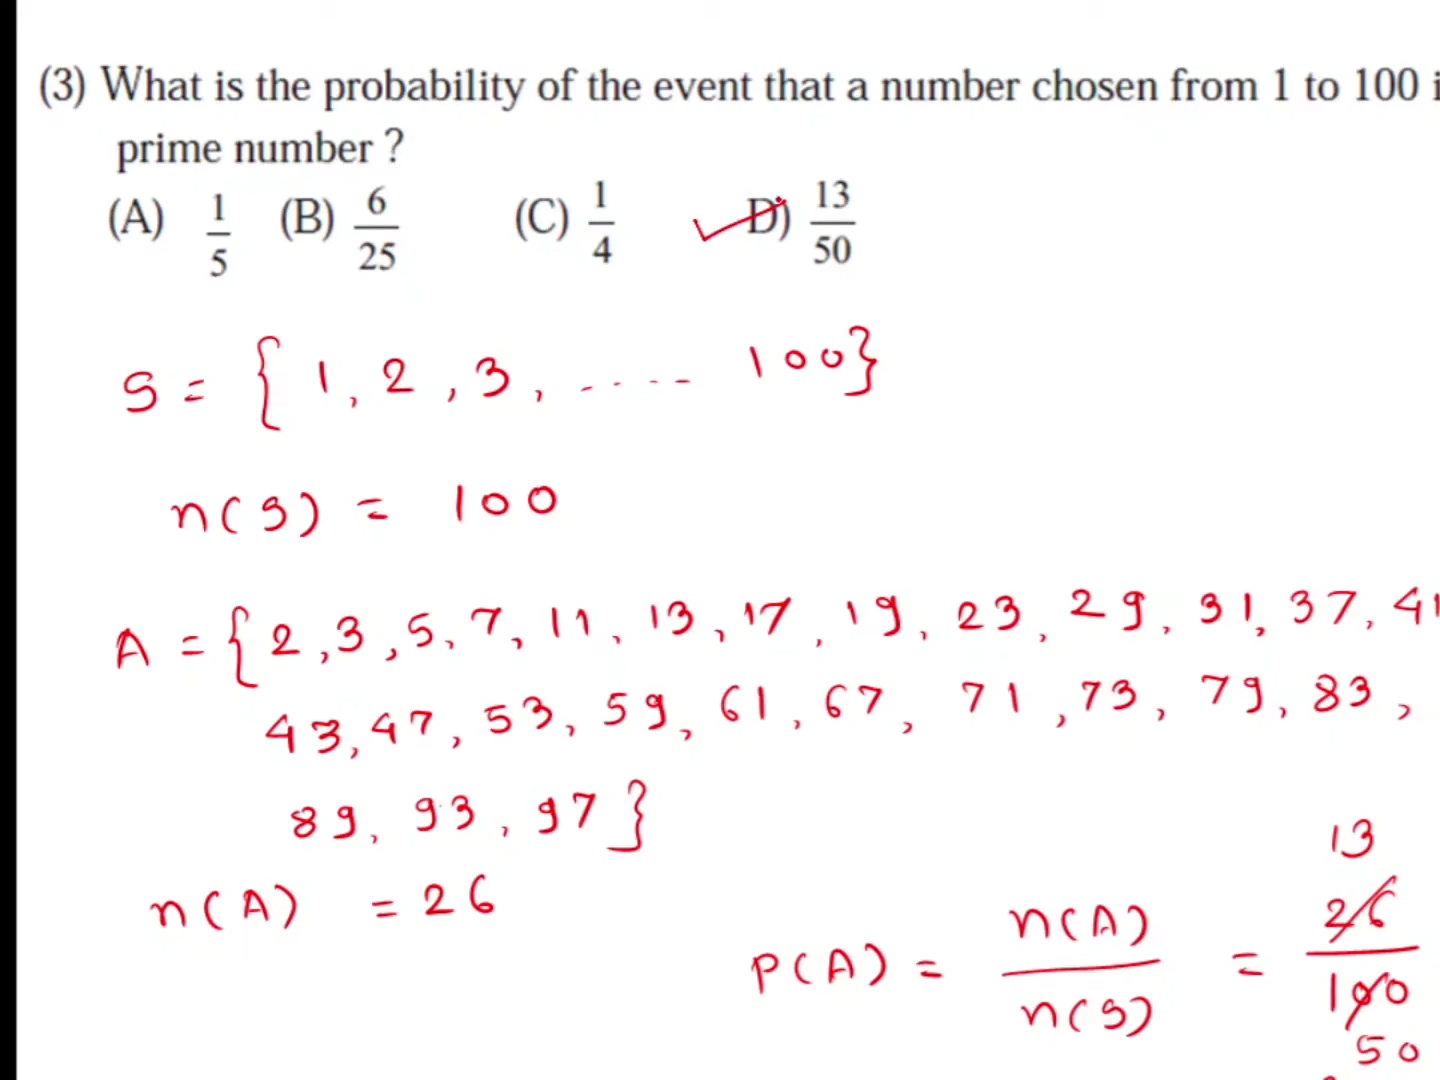 (3) What is the probability of the event that a number chosen from 1 to 100 i
prime number ?
(A) 1/5 (B) 6/25 (C) 1/4 D) 13/50
S = { 1, 2, 3, ..... 100}
n(S) = 100
A = {2, 3, 5, 7, 11, 13, 17, 19, 23, 29, 31, 37, 41
43, 47, 53, 59, 61, 67, 71, 73, 79, 83,
89, 93, 97}
n(A) = 26
P(A) = n(A)/n(S) = 26/100
13
50